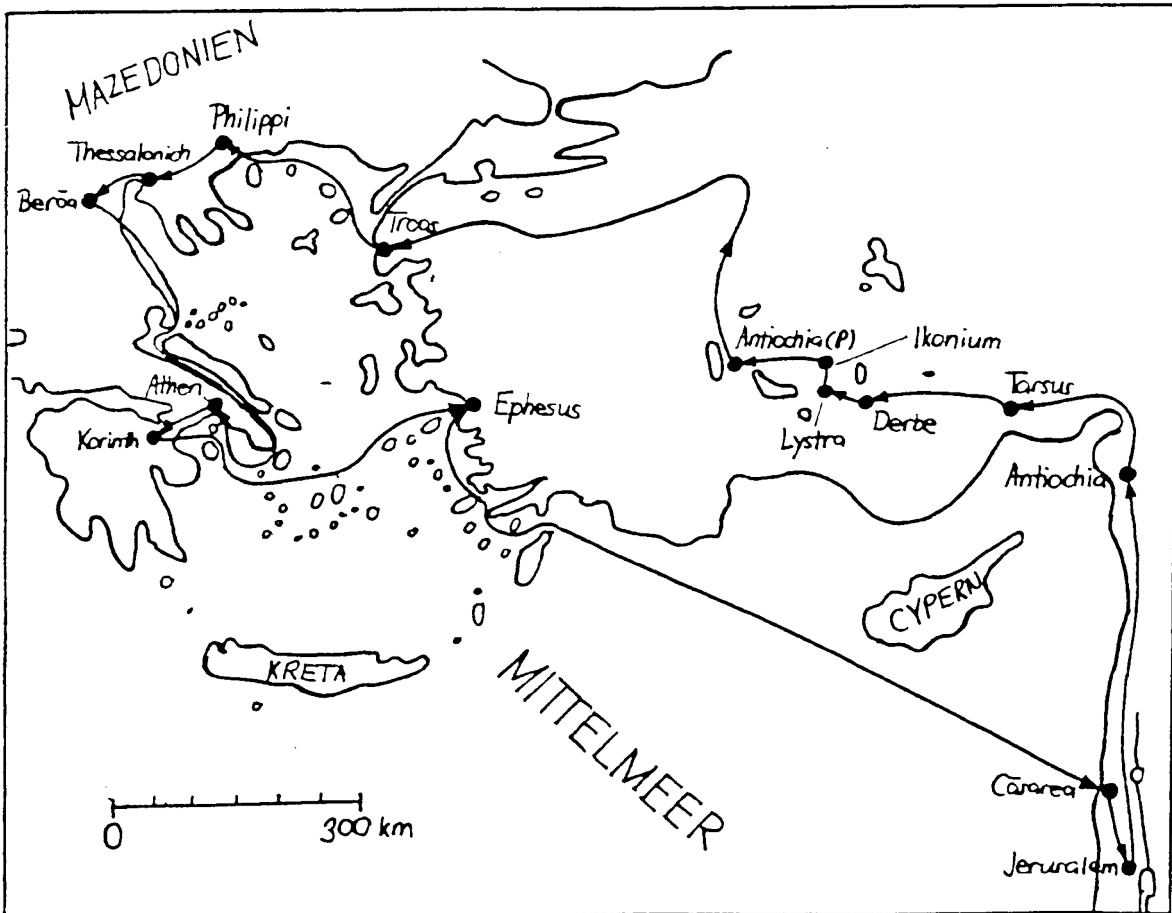 MAZEDONIEN
Philippi
Thessalonich
Beröa
Troas
Antiochia (P)
Ikonium
Athen
Ephesus
Tarsus
Korinth
Lystra
Derbe
Antiochia
CYPERN
KRETA
MITTELMEER
Cäsarea
0 300 km
Jerusalem